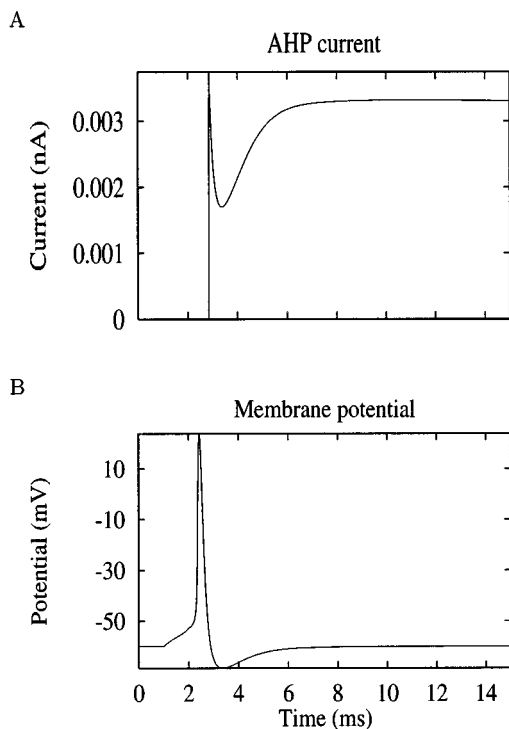 A
AHP current
Current (nA)
0.003
0.002
0.001
0
B
Membrane potential
Potential (mV)
10
-10
-30
-50
0 2 4 6 8 10 12 14
Time (ms)